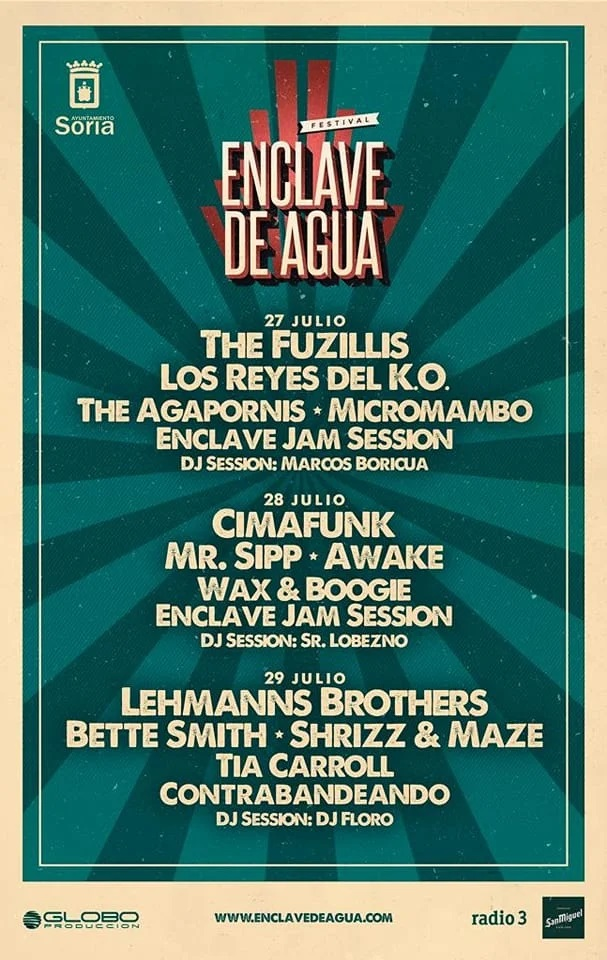 AYUNTAMIENTO
Soria
FESTIVAL
ENCLAVE
DE AGUA
27 JULIO
THE FUZILLIS
LOS REYES DEL K.O.
THE AGAPORNIS ★ MICROMAMBO
ENCLAVE JAM SESSION
DJ SESSION: MARCOS BORICUA
28 JULIO
CIMAFUNK
MR. SIPP ★ AWAKE
WAX & BOOGIE
ENCLAVE JAM SESSION
DJ SESSION: SR. LOBEZNO
29 JULIO
LEHMANNS BROTHERS
BETTE SMITH ★ SHRIZZ & MAZE
TIA CARROLL
CONTRABANDEANDO
DJ SESSION: DJ FLORO
GLOBO
PRODUCCION
WWW.ENCLAVEDEAGUA.COM
radio 3
SanMiguel